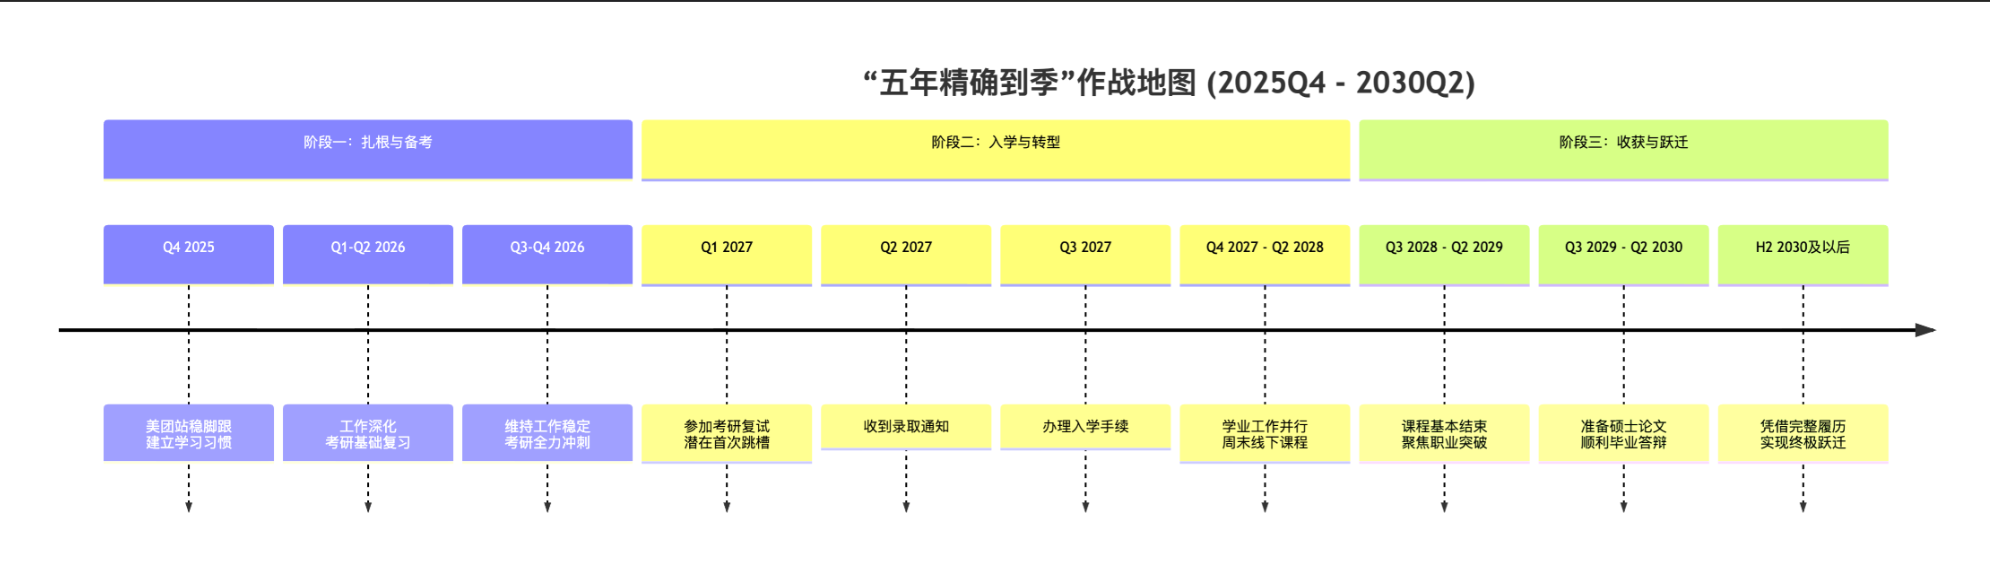 “五年精确到季”作战地图 (2025Q4 - 2030Q2)
阶段一：扎根与备考
阶段二：入学与转型
阶段三：收获与跃迁
Q4 2025
Q1-Q2 2026
Q3-Q4 2026
Q1 2027
Q2 2027
Q3 2027
Q4 2027 - Q2 2028
Q3 2028 - Q2 2029
Q3 2029 - Q2 2030
H2 2030及以后
美团站稳脚跟
建立学习习惯
工作深化
考研基础复习
维持工作稳定
考研全力冲刺
参加考研复试
潜在首次跳槽
收到录取通知
办理入学手续
学业工作并行
周末线下课程
课程基本结束
聚焦职业突破
准备硕士论文
顺利毕业答辩
凭借完整履历
实现终极跃迁